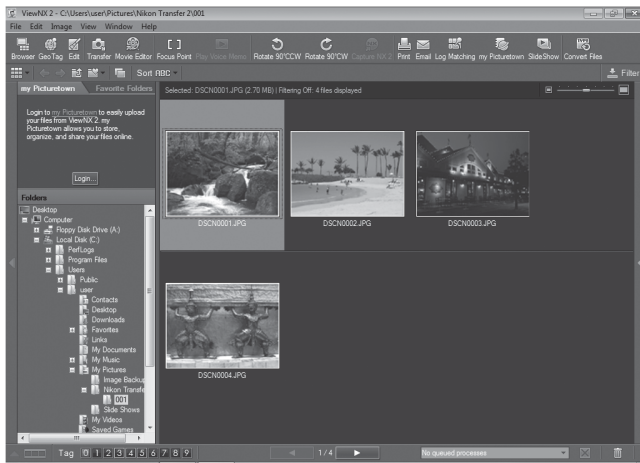 ViewNX 2 - C:\Users\user\Pictures\Nikon Transfer 2\001
File Edit Image View Window Help
Browser GeoTag Edit Transfer Movie Editor Focus Point Play Voice Memo Rotate 90°CCW Rotate 90°CW Capture NX 2 Print Email Log Matching my Picturetown SlideShow Convert Files
Sort ABC Filter
my Picturetown Favorite Folders
Selected: DSCN0001.JPG (2.70 MB) | Filtering Off: 4 files displayed
Login to my Picturetown to easily upload
your files from ViewNX 2. my
Picturetown allows you to store,
organize, and share your files online.
Login...
Folders
Desktop
Computer
Floppy Disk Drive (A:)
Local Disk (C:)
PerfLogs
Program Files
Users
Public
user
Contacts
Desktop
Downloads
Favorites
Links
My Documents
My Music
My Pictures
Image Backup
Nikon Transfe
001
Slide Shows
My Videos
Saved Games
DSCN0001.JPG
DSCN0002.JPG
DSCN0003.JPG
DSCN0004.JPG
Tag 0 1 2 3 4 5 6 7 8 9
1/4
No queued processes